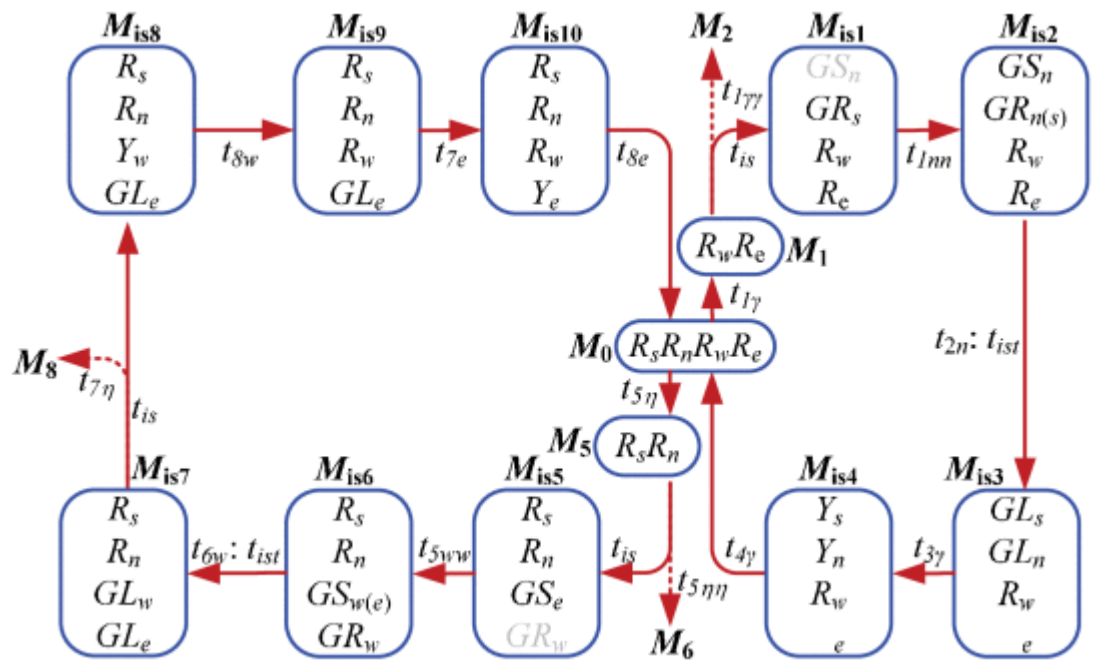 M_is8 M_is9 M_is10 M_2 M_is1 M_is2
R_s R_s R_s GS_n GS_n
R_n R_n R_n t_1γγ GR_s GR_n(s)
Y_w t_8w R_w t_7e R_w t_8e t_is R_w t_1nn R_w
GL_e GL_e Y_e R_e R_e
R_wR_e M_1
t_1γ
M_0 R_sR_nR_wR_e t_2n: t_ist
M_8 t_7η t_5η
t_is M_5 R_sR_n
M_is7 M_is6 M_is5 M_is4 M_is3
R_s R_s R_s Y_s GL_s
R_n t_6w: t_ist R_n t_5ww R_n t_is t_4γ Y_n t_3γ GL_n
GL_w GS_w(e) GS_e t_5ηη R_w R_w
GL_e GR_w GR_w M_6 e e